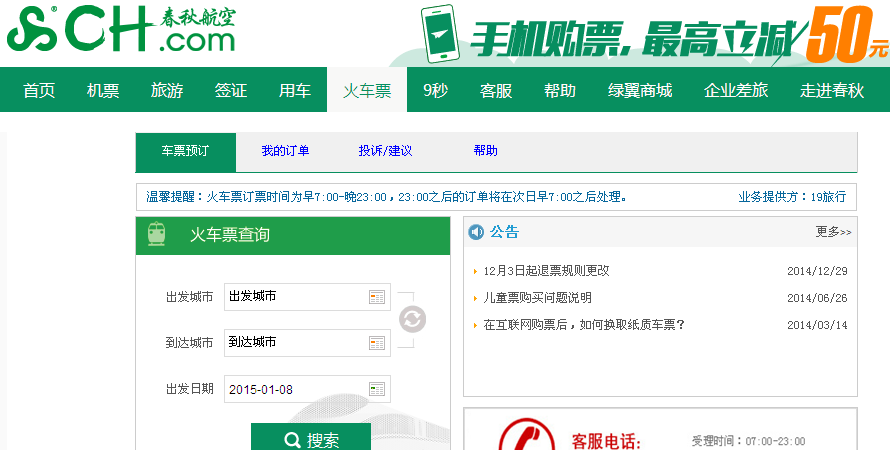 SCH 春秋航空
.com
手机购票,最高立减50元
首页 机票 旅游 签证 用车 火车票 9秒 客服 帮助 绿翼商城 企业差旅 走进春秋
车票预订 我的订单 投诉/建议 帮助
温馨提醒：火车票订票时间为早7:00-晚23:00，23:00之后的订单将在次日早7:00之后处理。 业务提供方：19旅行
火车票查询
公告 更多>>
12月3日起退票规则更改 2014/12/29
儿童票购买问题说明 2014/06/26
在互联网购票后，如何换取纸质车票？ 2014/03/14
出发城市 出发城市
到达城市 到达城市
出发日期 2015-01-08
搜索
客服电话: 受理时间：07:00-23:00